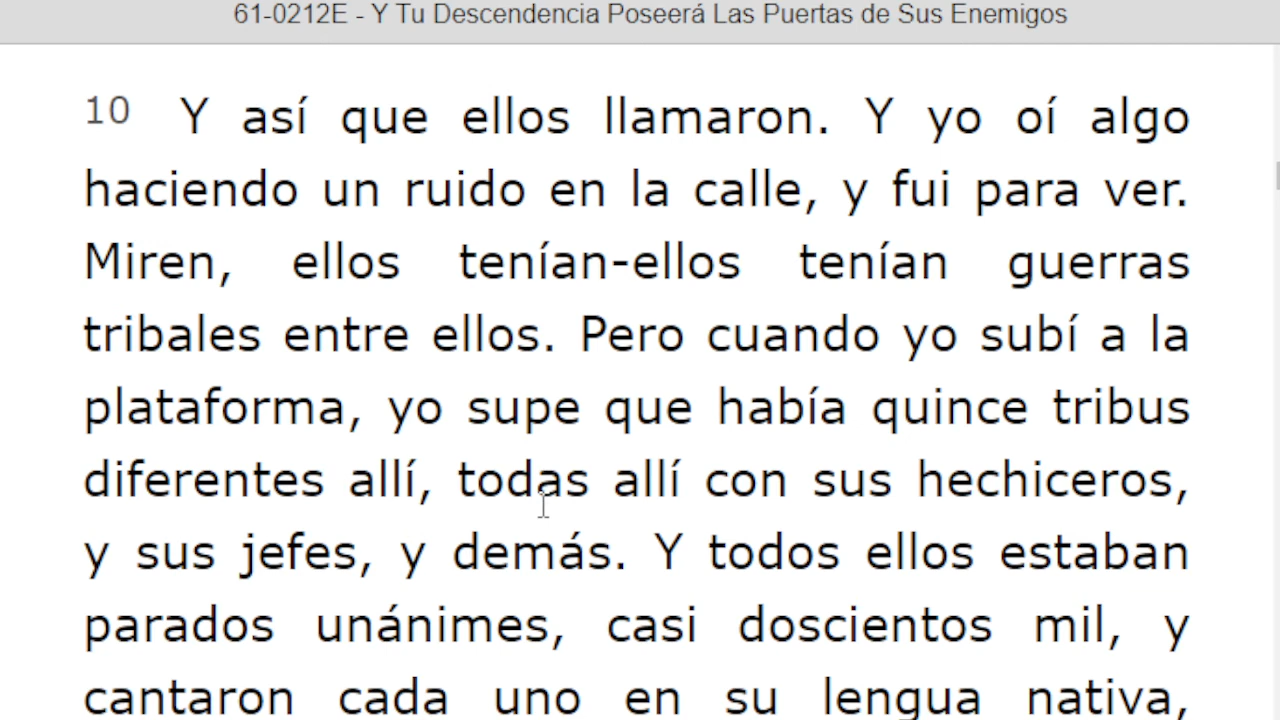 61-0212E - Y Tu Descendencia Poseerá Las Puertas de Sus Enemigos
10 Y así que ellos llamaron. Y yo oí algo
haciendo un ruido en la calle, y fui para ver.
Miren, ellos tenían-ellos tenían guerras
tribales entre ellos. Pero cuando yo subí a la
plataforma, yo supe que había quince tribus
diferentes allí, todas allí con sus hechiceros,
y sus jefes, y demás. Y todos ellos estaban
parados unánimes, casi doscientos mil, y
cantaron cada uno en su lengua nativa,